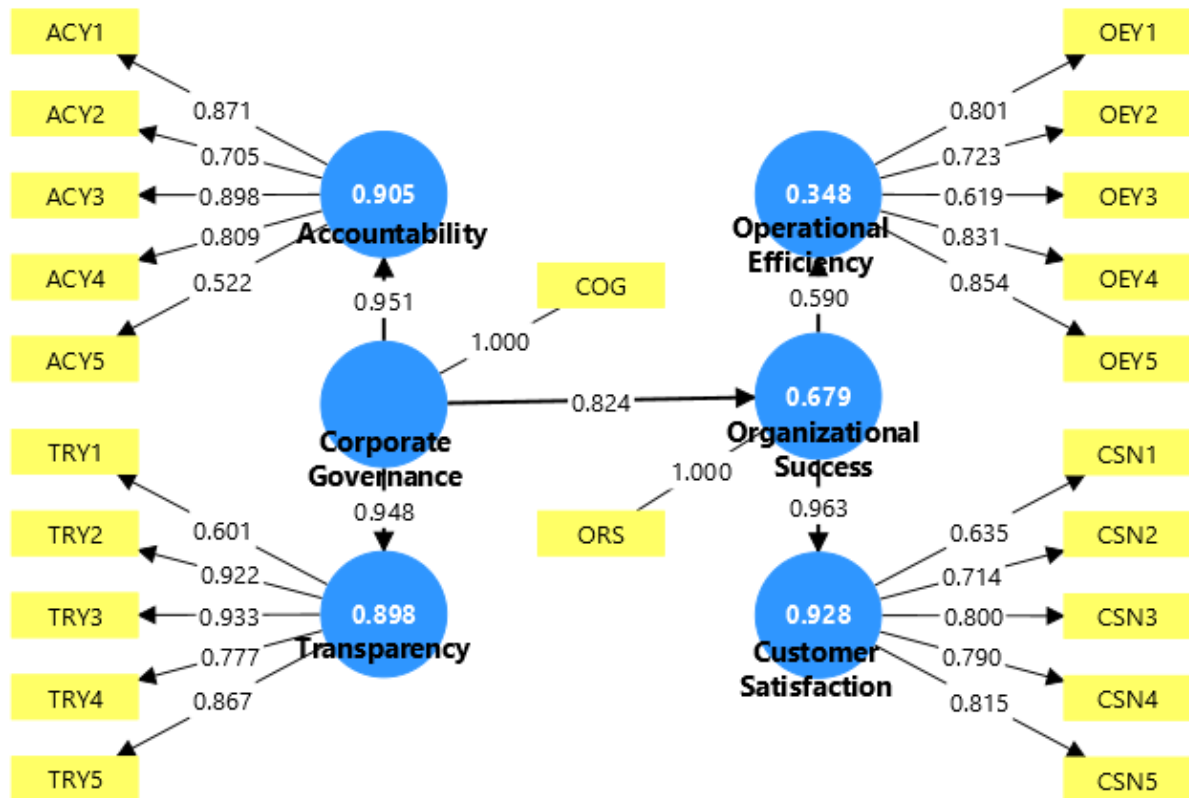 ACY1
ACY2
ACY3
ACY4
ACY5
0.871
0.705
0.898
0.809
0.522
0.905
Accountability
0.951
COG
1.000
Corporate
Governance
0.824
0.948
TRY1
TRY2
TRY3
TRY4
TRY5
0.601
0.922
0.933
0.777
0.867
0.898
Transparency
OEY1
OEY2
OEY3
OEY4
OEY5
0.801
0.723
0.619
0.831
0.854
0.348
Operational
Efficiency
0.590
0.679
Organizational
Success
1.000
ORS
0.963
CSN1
CSN2
CSN3
CSN4
CSN5
0.635
0.714
0.800
0.790
0.815
0.928
Customer
Satisfaction